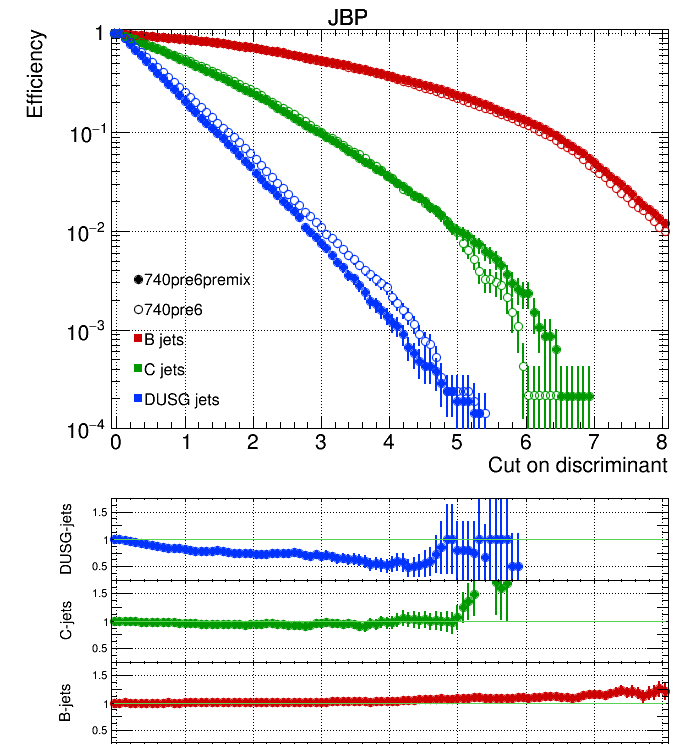 JBP
Efficiency
1
10⁻¹
10⁻²
10⁻³
10⁻⁴
740pre6premix
740pre6
B jets
C jets
DUSG jets
0 1 2 3 4 5 6 7 8
Cut on discriminant
DUSG-jets
1.5
1
0.5
C-jets
1.5
1
0.5
B-jets
1.5
1
0.5